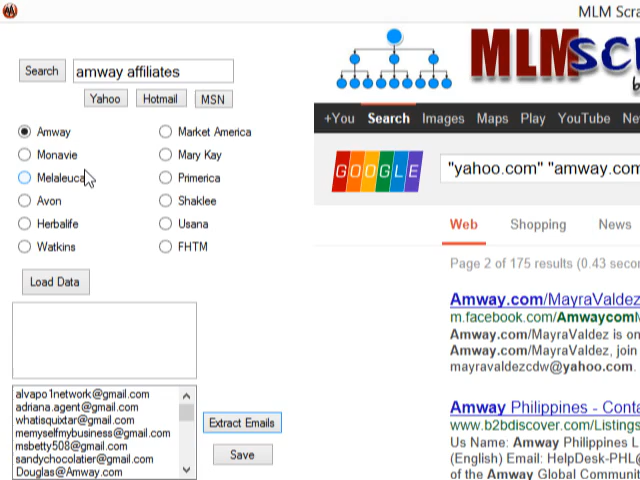 MLM Scra
Search
amway affiliates
Yahoo
Hotmail
MSN
Amway
Market America
Monavie
Mary Kay
Melaleuca
Primerica
Avon
Shaklee
Herbalife
Usana
Watkins
FHTM
Load Data
alvapo1network@gmail.com
adriana.agent@gmail.com
whatisquixtar@gmail.com
memyselfmybusiness@gmail.com
msbetty508@gmail.com
sandychocolatier@gmail.com
Douglas@Amway.com
Extract Emails
Save
MLMSC
b
+You Search Images Maps Play YouTube Ne
GOOGLE
"yahoo.com" "amway.com
Web Shopping News
Page 2 of 175 results (0.43 secon
Amway.com/MayraValdez
m.facebook.com/AmwaycomM
Amway.com/MayraValdez is on
Amway.com/MayraValdez, join
mayravaldezcdw@yahoo.com.
Amway Philippines - Conta
www.b2bdiscover.com/Listings
Us Name: Amway Philippines L
(English) Email: HelpDesk-PHL@
of the Amway Global Communit